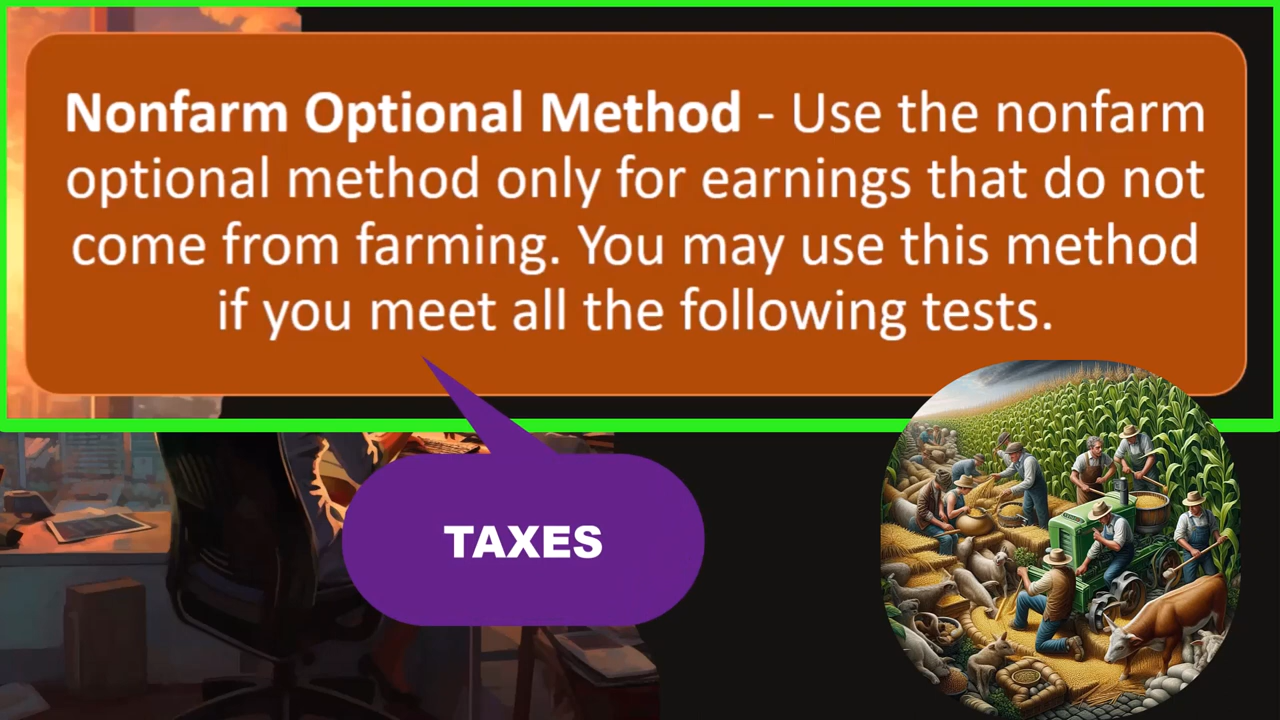 Nonfarm Optional Method - Use the nonfarm
optional method only for earnings that do not
come from farming. You may use this method
if you meet all the following tests.
TAXES